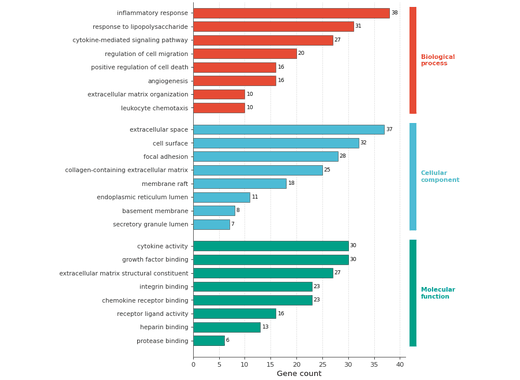 inflammatory response 38
response to lipopolysaccharide 31
cytokine-mediated signaling pathway 27
regulation of cell migration 20
positive regulation of cell death 16
angiogenesis 16
extracellular matrix organization 10
leukocyte chemotaxis 10
Biological
process
extracellular space 37
cell surface 32
focal adhesion 28
collagen-containing extracellular matrix 25
membrane raft 18
endoplasmic reticulum lumen 11
basement membrane 8
secretory granule lumen 7
Cellular
component
cytokine activity 30
growth factor binding 30
extracellular matrix structural constituent 27
integrin binding 23
chemokine receptor binding 23
receptor ligand activity 16
heparin binding 13
protease binding 6
Molecular
function
0 5 10 15 20 25 30 35 40
Gene count